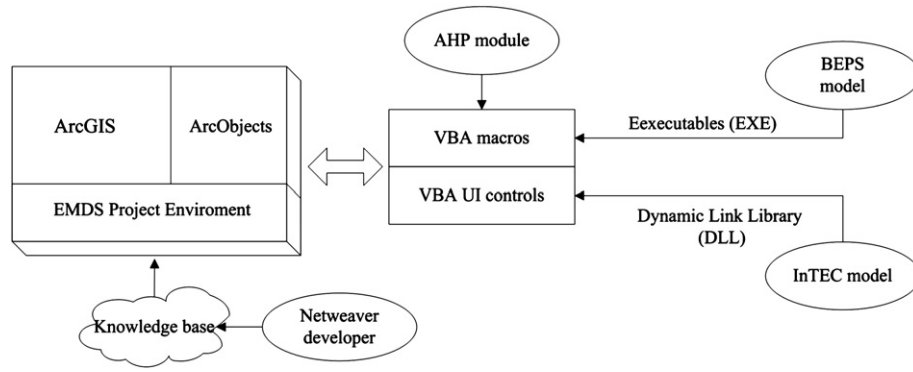 AHP module
BEPS
model
ArcGIS
ArcObjects
VBA macros
Eexecutables (EXE)
VBA UI controls
EMDS Project Enviroment
Dynamic Link Library
(DLL)
InTEC model
Knowledge base
Netweaver
developer